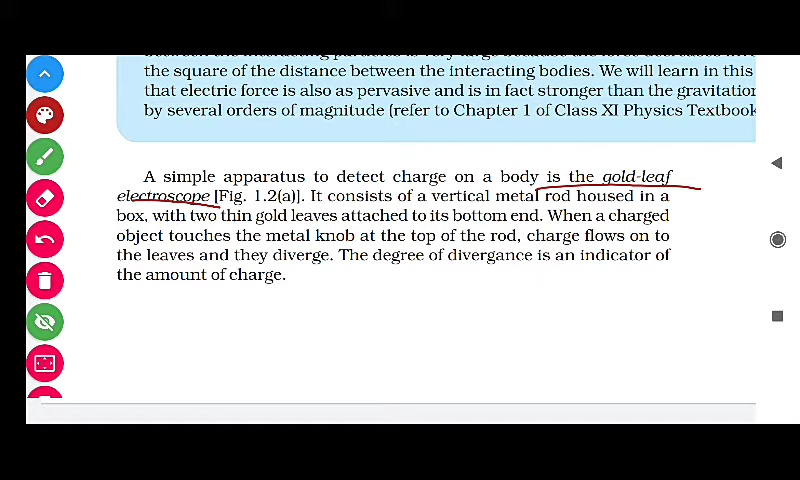 the square of the distance between the interacting bodies. We will learn in this
that electric force is also as pervasive and is in fact stronger than the
by several orders of magnitude (refer to Chapter 1 of Class XI Physics Textbook
A simple apparatus to detect charge on a body is the gold-leaf
electroscope [Fig. 1.2(a)]. It consists of a vertical metal rod housed in a
box, with two thin gold leaves attached to its bottom end. When a charged
object touches the metal knob at the top of the rod, charge flows on to
the leaves and they diverge. The degree of divergance is an indicator of
the amount of charge.